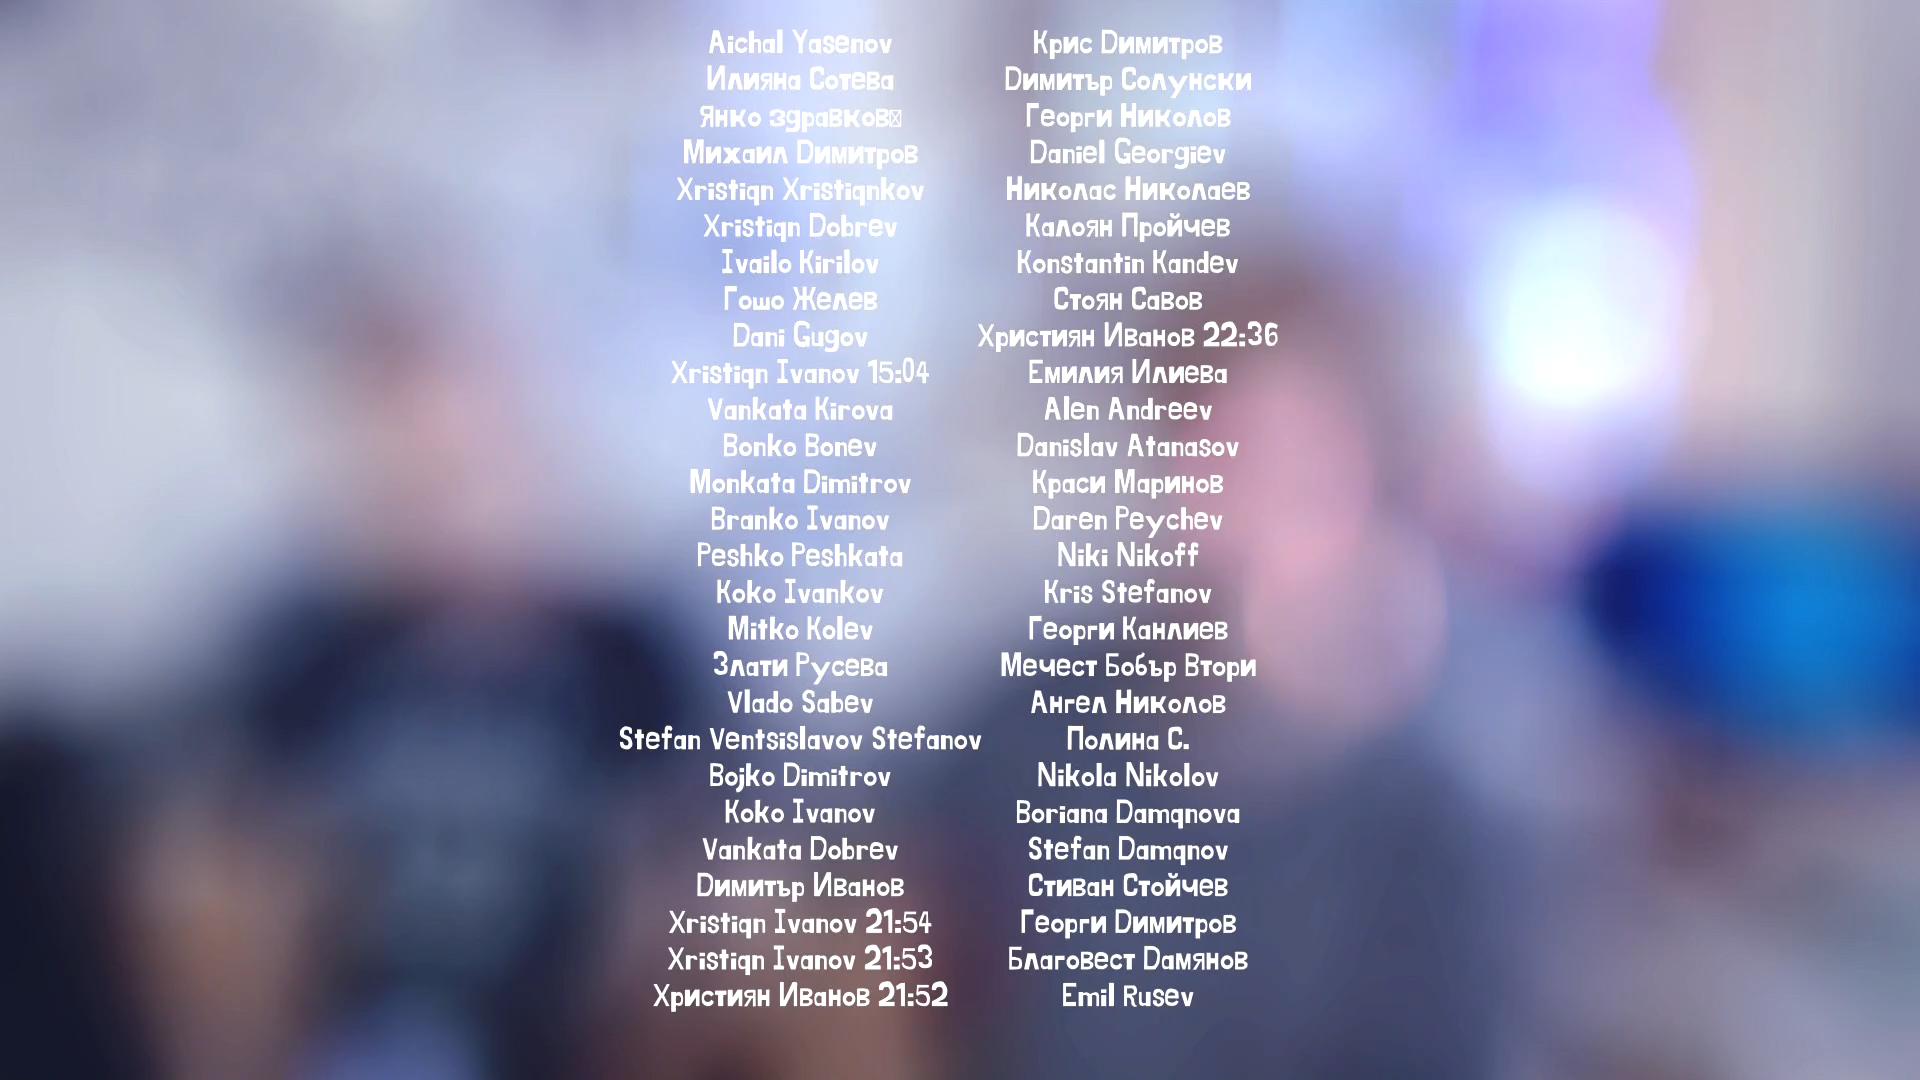 Aichal Yasenov
Илияна Сотева
Янко здравков
Михаил Димитров
Xristiqn Xristiqnkov
Xristiqn Dobrev
Ivailo Kirilov
Гошо Желев
Dani Gugov
Xristiqn Ivanov 15:04
Vankata Kirova
Bonko Bonev
Monkata Dimitrov
Branko Ivanov
Peshko Peshkata
Koko Ivankov
Mitko Kolev
Злати Русева
Vlado Sabev
Stefan Ventsislavov Stefanov
Bojko Dimitrov
Koko Ivanov
Vankata Dobrev
Димитър Иванов
Xristiqn Ivanov 21:54
Xristiqn Ivanov 21:53
Християн Иванов 21:52
Крис Димитров
Димитър Солунски
Георги Николов
Daniel Georgiev
Николас Николаев
Калоян Пройчев
Konstantin Kandev
Стоян Савов
Християн Иванов 22:36
Емилия Илиева
Alen Andreev
Danislav Atanasov
Краси Маринов
Daren Peychev
Niki Nikoff
Kris Stefanov
Георги Канлиев
Мечест Бобър Втори
Ангел Николов
Полина С.
Nikola Nikolov
Boriana Damqnova
Stefan Damqnov
Стиван Стойчев
Георги Димитров
Благовест Дамянов
Emil Rusev